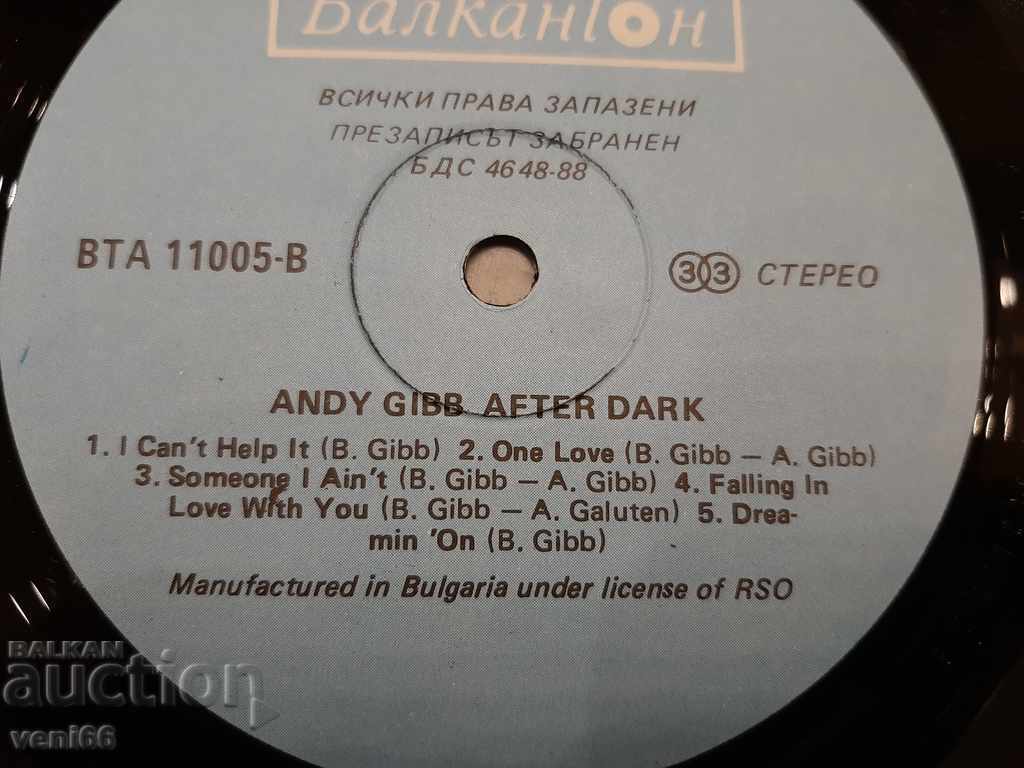 Балкантон
ВСИЧКИ ПРАВА ЗАПАЗЕНИ
ПРЕЗАПИСЪТ ЗАБРАНЕН
БДС 4648-88
ВТА 11005-В
33 СТЕРЕО
ANDY GIBB AFTER DARK
1. I Can't Help It (B. Gibb) 2. One Love (B. Gibb – A. Gibb)
3. Someone I Ain't (B. Gibb – A. Gibb) 4. Falling In
Love With You (B. Gibb – A. Galuten) 5. Drea-
min 'On (B. Gibb)
Manufactured in Bulgaria under license of RSO
BALKAN
auction
veni66